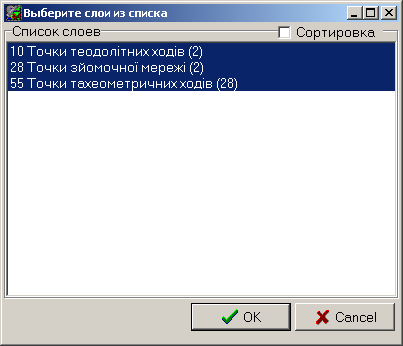 Выберите слои из списка
Список слоев
Сортировка
10 Точки теодолітних ходів (2)
28 Точки зйомочної мережі (2)
55 Точки тахеометричних ходів (28)
OK
Cancel